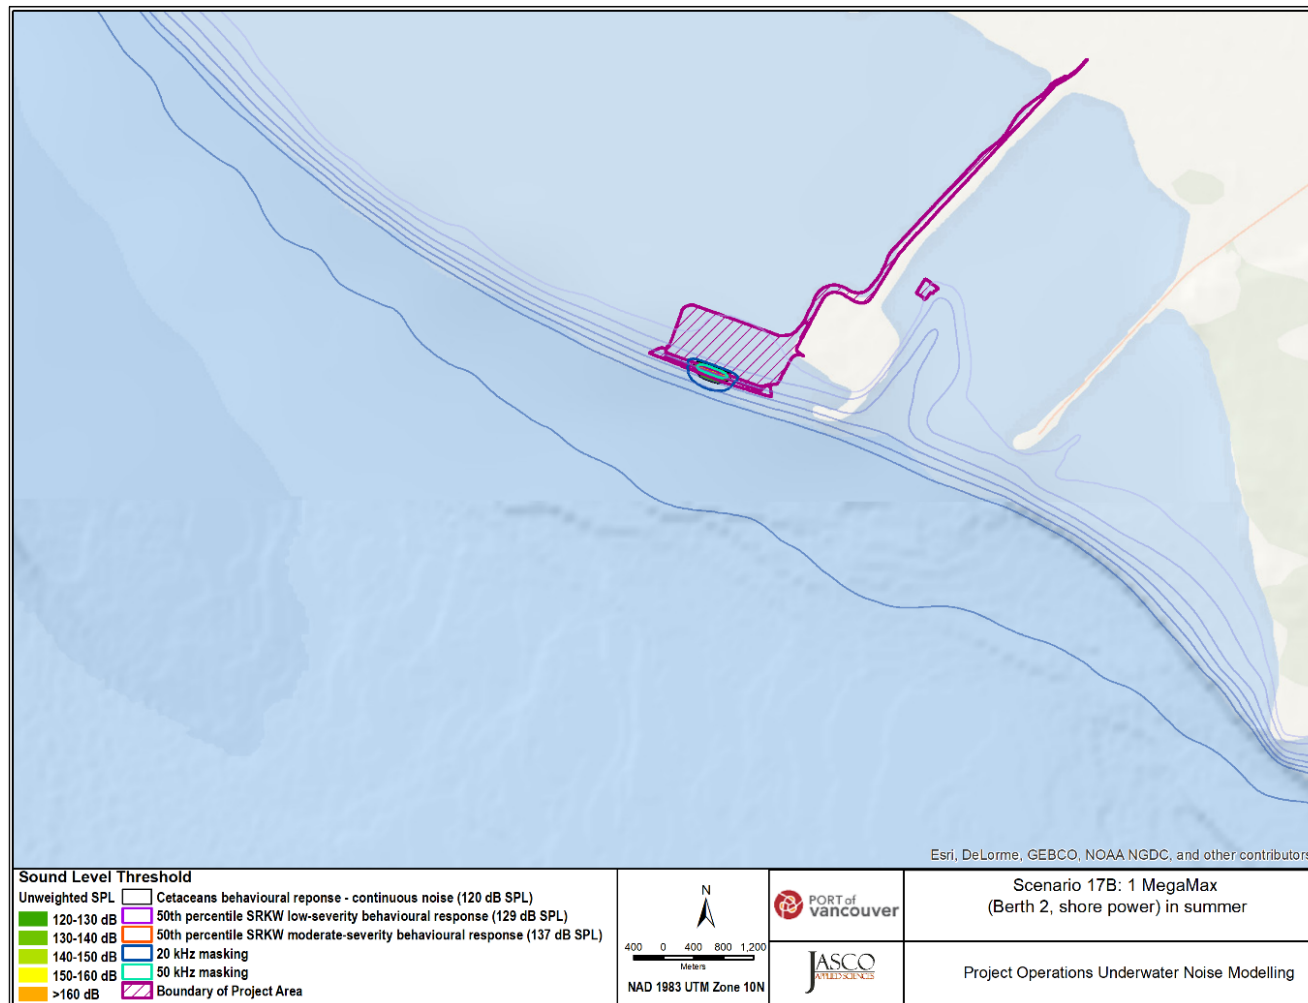 Esri, DeLorme, GEBCO, NOAA NGDC, and other contributors
Sound Level Threshold
Unweighted SPL
120-130 dB
130-140 dB
140-150 dB
150-160 dB
>160 dB
Cetaceans behavioural reponse - continuous noise (120 dB SPL)
50th percentile SRKW low-severity behavioural response (129 dB SPL)
50th percentile SRKW moderate-severity behavioural response (137 dB SPL)
20 kHz masking
50 kHz masking
Boundary of Project Area
N
400 0 400 800 1,200
Meters
NAD 1983 UTM Zone 10N
PORT of
vancouver
JASCO
APPLIED SCIENCES
Scenario 17B: 1 MegaMax
(Berth 2, shore power) in summer
Project Operations Underwater Noise Modelling